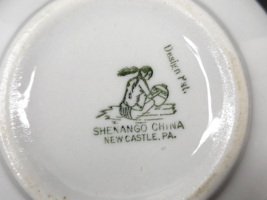 Design Pat.
SHENANGO CHINA
NEW CASTLE, PA.